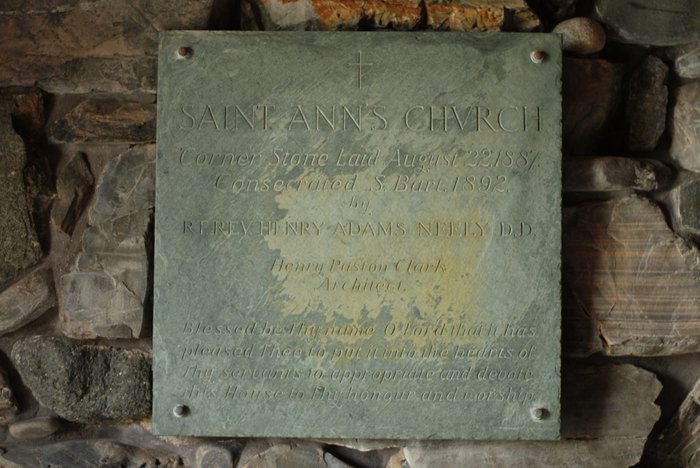 SAINT ANN'S CHVRCH
Corner Stone Laid August 22, 1887.
Consecrated S. Bart. 1892.
by
RT. REV. HENRY ADAMS NEELY D.D.
Henry Paston Clark
Architect.
Blessed be Thy name O Lord that it has
pleased Thee to put it into the hearts of
Thy servants to appropriate and devote
this House to Thy honour and worship.